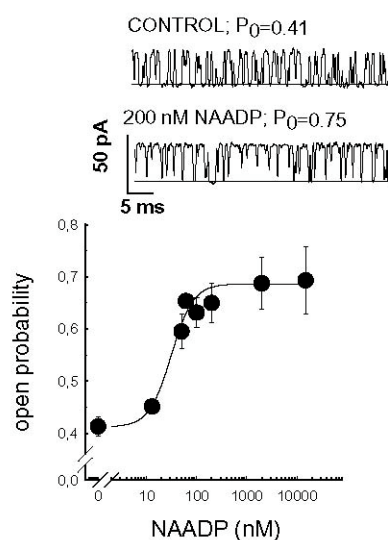 CONTROL; P0=0.41
200 nM NAADP; P0=0.75
50 pA
5 ms
open probability
0,8
0,7
0,6
0,5
0,4
0,0
0 10 100 1000 10000
NAADP (nM)